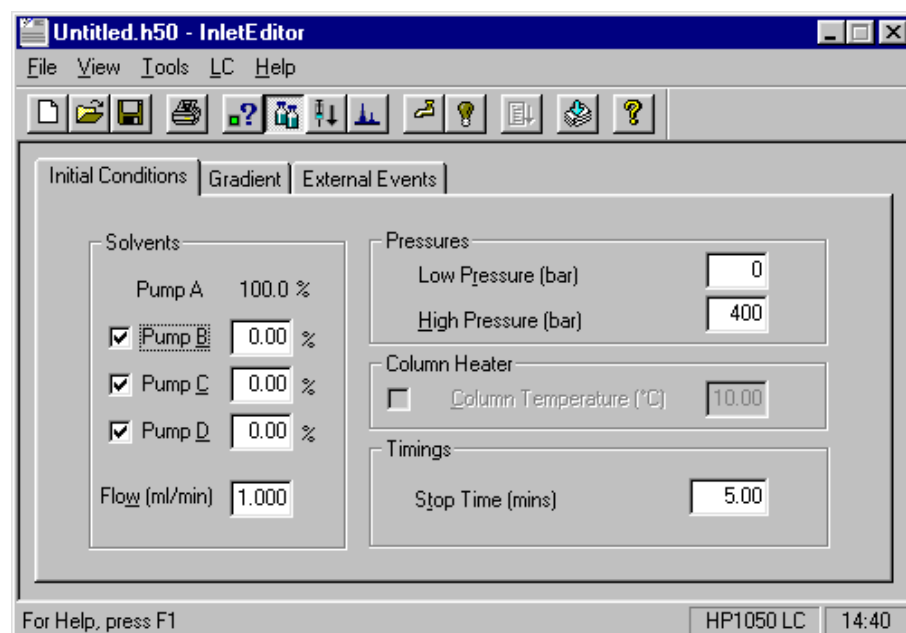 Untitled.h50 - InletEditor
File View Tools LC Help
Initial Conditions Gradient External Events
Solvents
Pump A 100.0 %
Pump B 0.00 %
Pump C 0.00 %
Pump D 0.00 %
Flow (ml/min) 1.000
Pressures
Low Pressure (bar) 0
High Pressure (bar) 400
Column Heater
Column Temperature (°C) 10.00
Timings
Stop Time (mins) 5.00
For Help, press F1 HP1050 LC 14:40